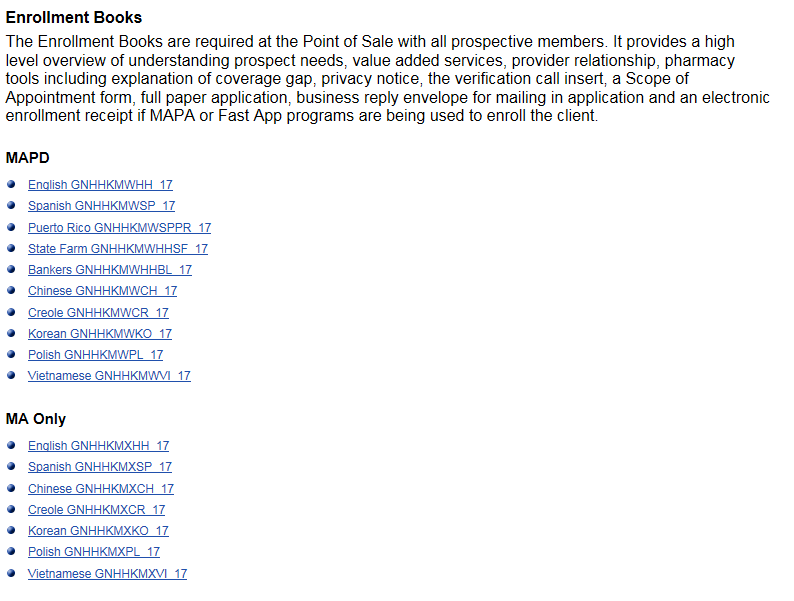 Enrollment Books
The Enrollment Books are required at the Point of Sale with all prospective members. It provides a high
level overview of understanding prospect needs, value added services, provider relationship, pharmacy
tools including explanation of coverage gap, privacy notice, the verification call insert, a Scope of
Appointment form, full paper application, business reply envelope for mailing in application and an electronic
enrollment receipt if MAPA or Fast App programs are being used to enroll the client.
MAPD
English GNHHKMWHH_17
Spanish GNHHKMWSP_17
Puerto Rico GNHHKMWSPPR_17
State Farm GNHHKMWHHSF_17
Bankers GNHHKMWHHBL_17
Chinese GNHHKMWCH_17
Creole GNHHKMWCR_17
Korean GNHHKMWKO_17
Polish GNHHKMWPL_17
Vietnamese GNHHKMWVI_17
MA Only
English GNHHKMXHH_17
Spanish GNHHKMXSP_17
Chinese GNHHKMXCH_17
Creole GNHHKMXCR_17
Korean GNHHKMXKO_17
Polish GNHHKMXPL_17
Vietnamese GNHHKMXVI_17